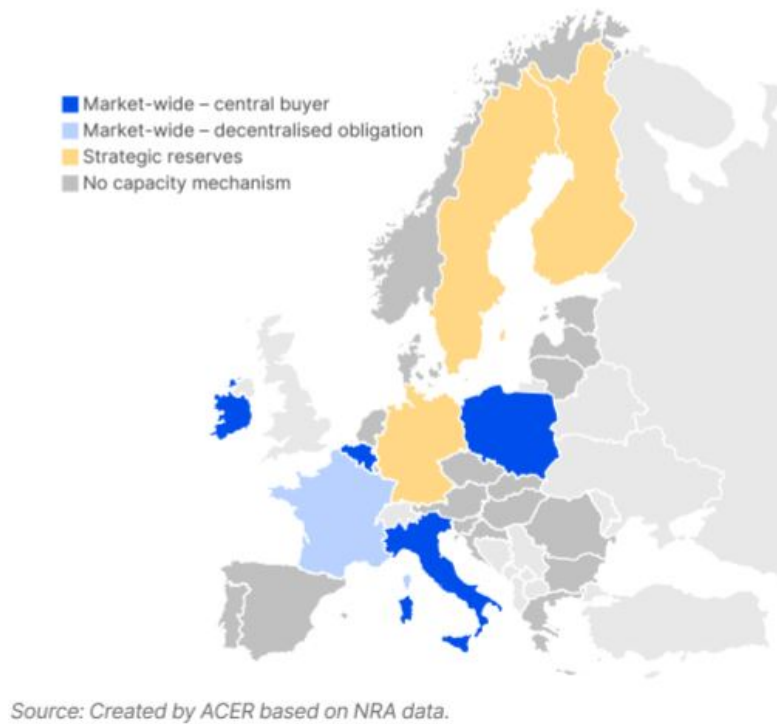 Market-wide – central buyer
Market-wide – decentralised obligation
Strategic reserves
No capacity mechanism
Source: Created by ACER based on NRA data.